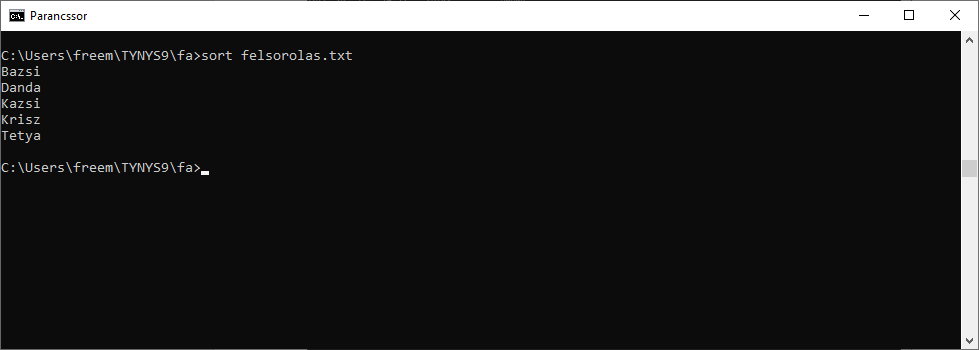 Parancssor
C:\Users\freem\TYNYS9\fa>sort felsorolas.txt
Bazsi
Danda
Kazsi
Krisz
Tetya
C:\Users\freem\TYNYS9\fa>